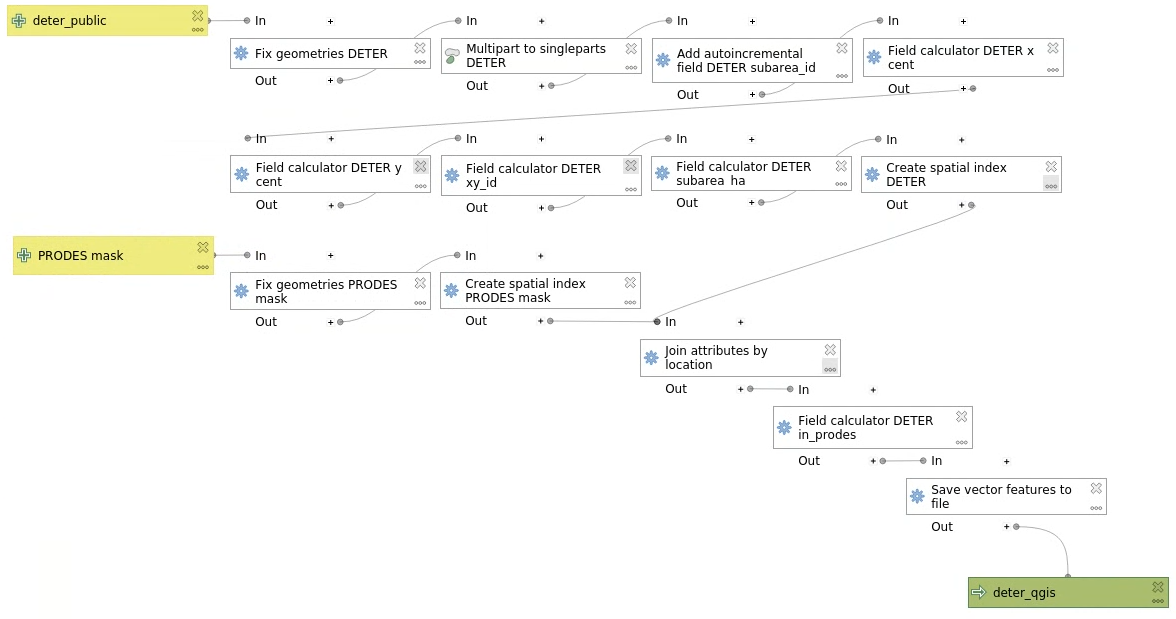 deter_public
In
In
In
In
Fix geometries DETER
Multipart to singleparts
DETER
Add autoincremental
field DETER subarea_id
Field calculator DETER x
cent
Out
Out
Out
Out
In
In
In
In
Field calculator DETER y
cent
Field calculator DETER
xy_id
Field calculator DETER
subarea_ha
Create spatial index
DETER
Out
Out
Out
Out
PRODES mask
In
In
Fix geometries PRODES
mask
Create spatial index
PRODES mask
Out
Out
In
Join attributes by
location
Out
In
Field calculator DETER
in_prodes
Out
In
Save vector features to
file
Out
deter_qgis